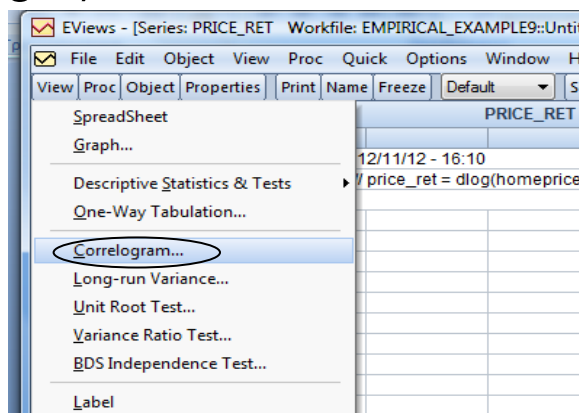 EViews - [Series: PRICE_RET Workfile: EMPIRICAL_EXAMPLE9::Unti
File Edit Object View Proc Quick Options Window H
View Proc Object Properties Print Name Freeze Default S
SpreadSheet PRICE_RET
Graph...
12/11/12 - 16:10
Descriptive Statistics & Tests // price_ret = dlog(homeprice
One-Way Tabulation...
Correlogram...
Long-run Variance...
Unit Root Test...
Variance Ratio Test...
BDS Independence Test...
Label